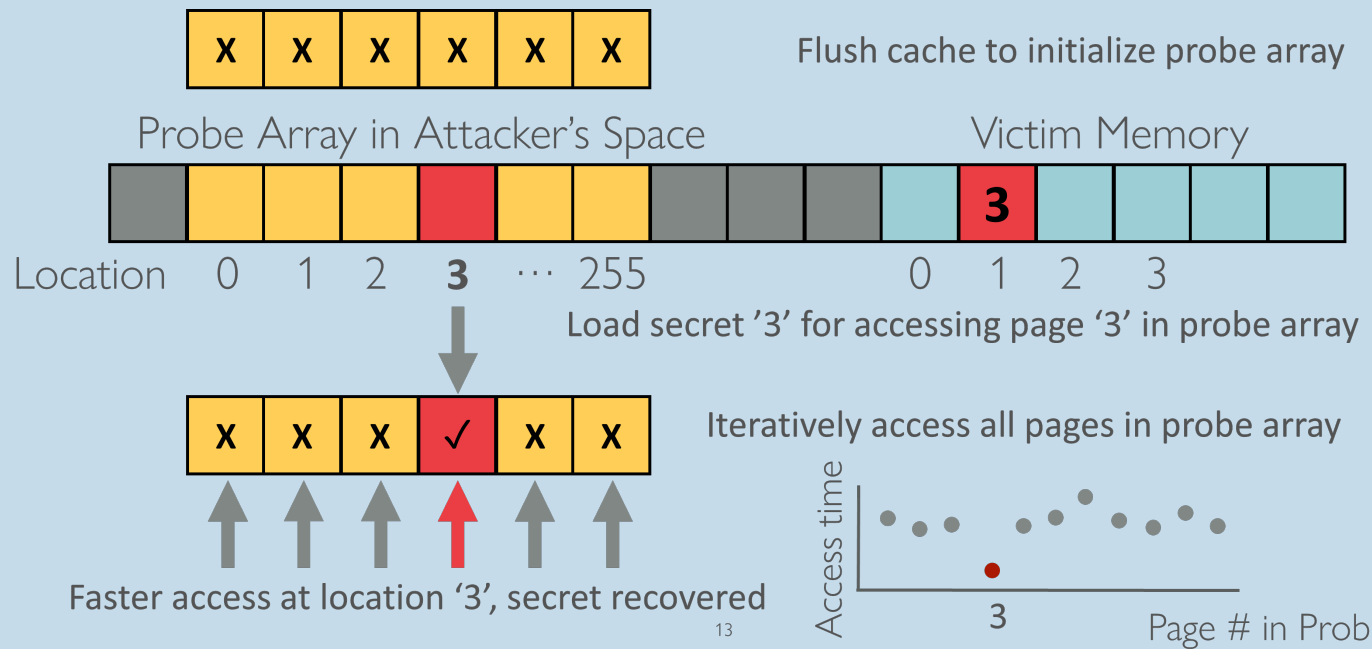 X X X X X X
Flush cache to initialize probe array
Probe Array in Attacker’s Space
Victim Memory
3
Location 0 1 2 3 ··· 255
0 1 2 3
Load secret ’3’ for accessing page ‘3’ in probe array
X X X ✓ X X
Iteratively access all pages in probe array
Access time
3
Page # in Prob
Faster access at location ‘3’, secret recovered
13